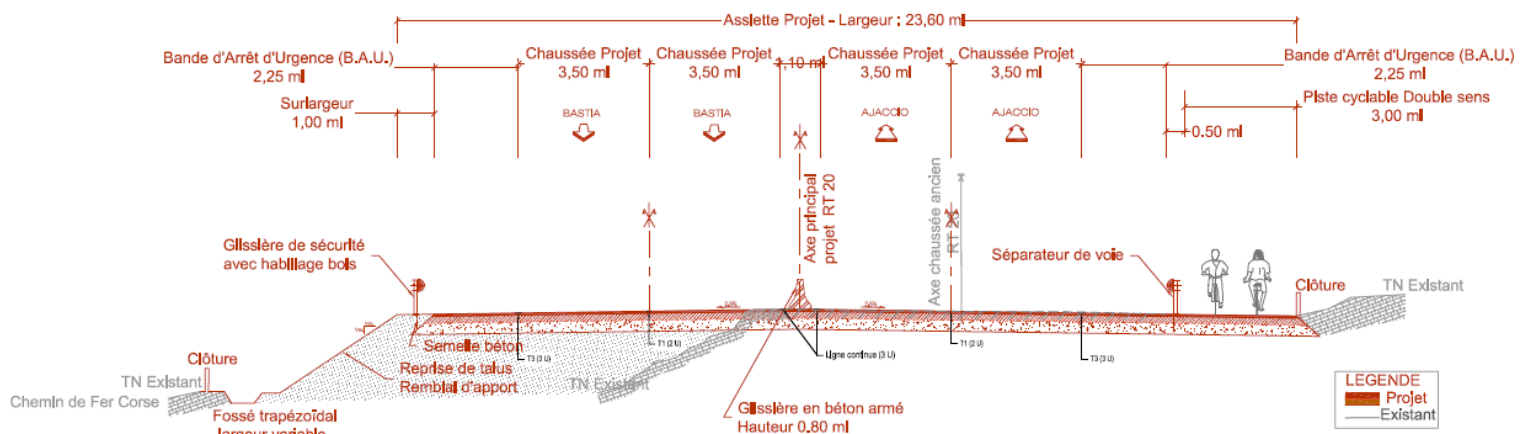 Assiette Projet - Largeur : 23,60 ml
Bande d'Arrêt d'Urgence (B.A.U.)
2,25 ml
Chaussée Projet
3,50 ml
Chaussée Projet
3,50 ml
1,10 ml
Chaussée Projet
3,50 ml
Chaussée Projet
3,50 ml
Bande d'Arrêt d'Urgence (B.A.U.)
2,25 ml
Surlargeur
1,00 ml
Piste cyclable Double sens
3,00 ml
0.50 ml
BASTIA
BASTIA
AJACCIO
AJACCIO
Axe principal
projet RT 20
Axe chaussée ancien
RT 20
Glissière de sécurité
avec habillage bois
Séparateur de voie
Clôture
TN Existant
Semelle béton
T3 (3 U)
T1 (2 U)
Ligne continue (3 U)
T1 (2 U)
T3 (3 U)
Reprise de talus
Remblai d'apport
Clôture
TN Existant
Chemin de Fer Corse
Fossé trapézoïdal
largeur variable
Glissière en béton armé
Hauteur 0,80 ml
LEGENDE
Projet
Existant